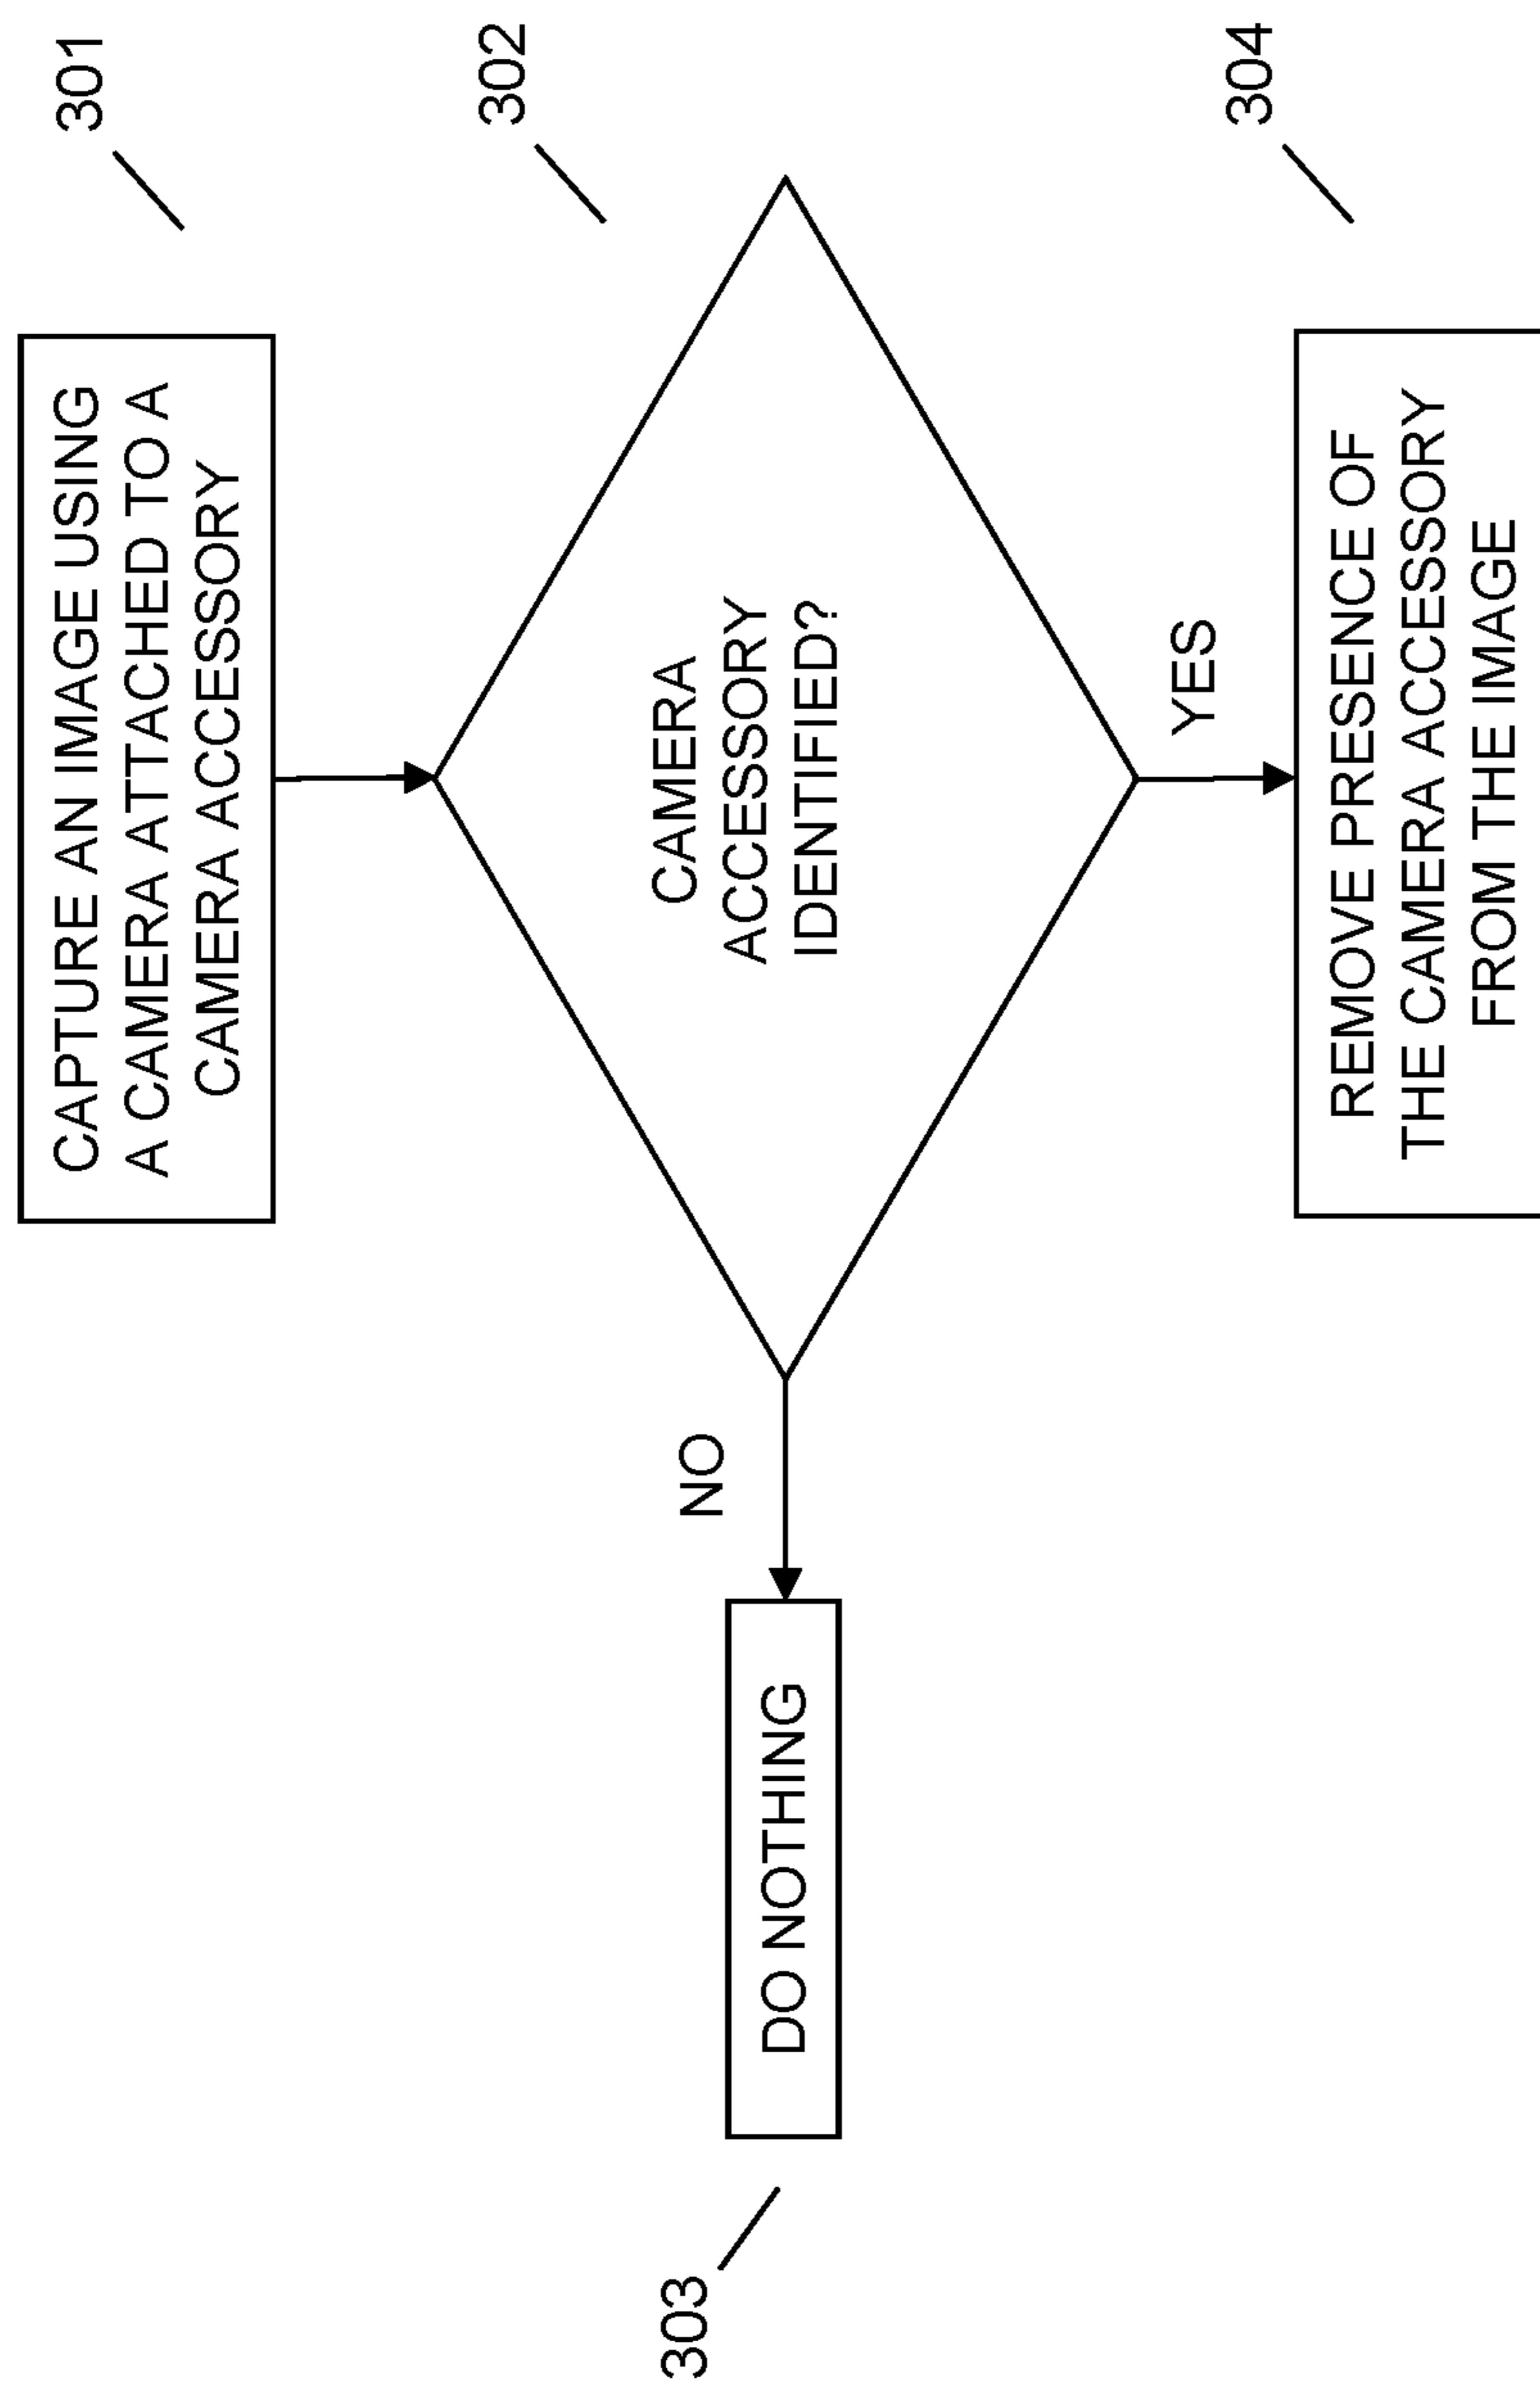 301
CAPTURE AN IMAGE USING
A CAMERA ATTACHED TO A
CAMERA ACCESSORY
302
CAMERA
ACCESSORY
IDENTIFIED?
NO
303
DO NOTHING
YES
304
REMOVE PRESENCE OF
THE CAMERA ACCESSORY
FROM THE IMAGE